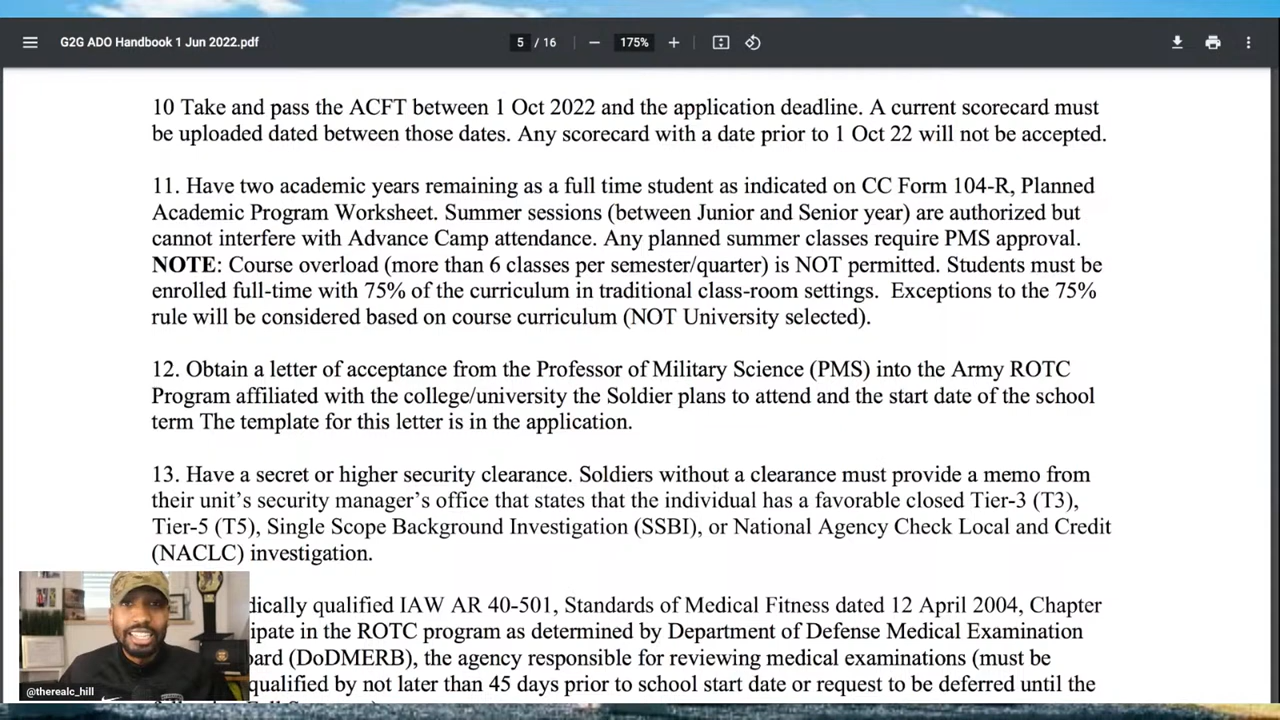 G2G ADO Handbook 1 Jun 2022.pdf
5 / 16
175%
10 Take and pass the ACFT between 1 Oct 2022 and the application deadline. A current scorecard must
be uploaded dated between those dates. Any scorecard with a date prior to 1 Oct 22 will not be accepted.
11. Have two academic years remaining as a full time student as indicated on CC Form 104-R, Planned
Academic Program Worksheet. Summer sessions (between Junior and Senior year) are authorized but
cannot interfere with Advance Camp attendance. Any planned summer classes require PMS approval.
NOTE: Course overload (more than 6 classes per semester/quarter) is NOT permitted. Students must be
enrolled full-time with 75% of the curriculum in traditional class-room settings. Exceptions to the 75%
rule will be considered based on course curriculum (NOT University selected).
12. Obtain a letter of acceptance from the Professor of Military Science (PMS) into the Army ROTC
Program affiliated with the college/university the Soldier plans to attend and the start date of the school
term The template for this letter is in the application.
13. Have a secret or higher security clearance. Soldiers without a clearance must provide a memo from
their unit's security manager's office that states that the individual has a favorable closed Tier-3 (T3),
Tier-5 (T5), Single Scope Background Investigation (SSBI), or National Agency Check Local and Credit
(NACLC) investigation.
dically qualified IAW AR 40-501, Standards of Medical Fitness dated 12 April 2004, Chapter
ipate in the ROTC program as determined by Department of Defense Medical Examination
ard (DoDMERB), the agency responsible for reviewing medical examinations (must be
qualified by not later than 45 days prior to school start date or request to be deferred until the
@therealc_hill